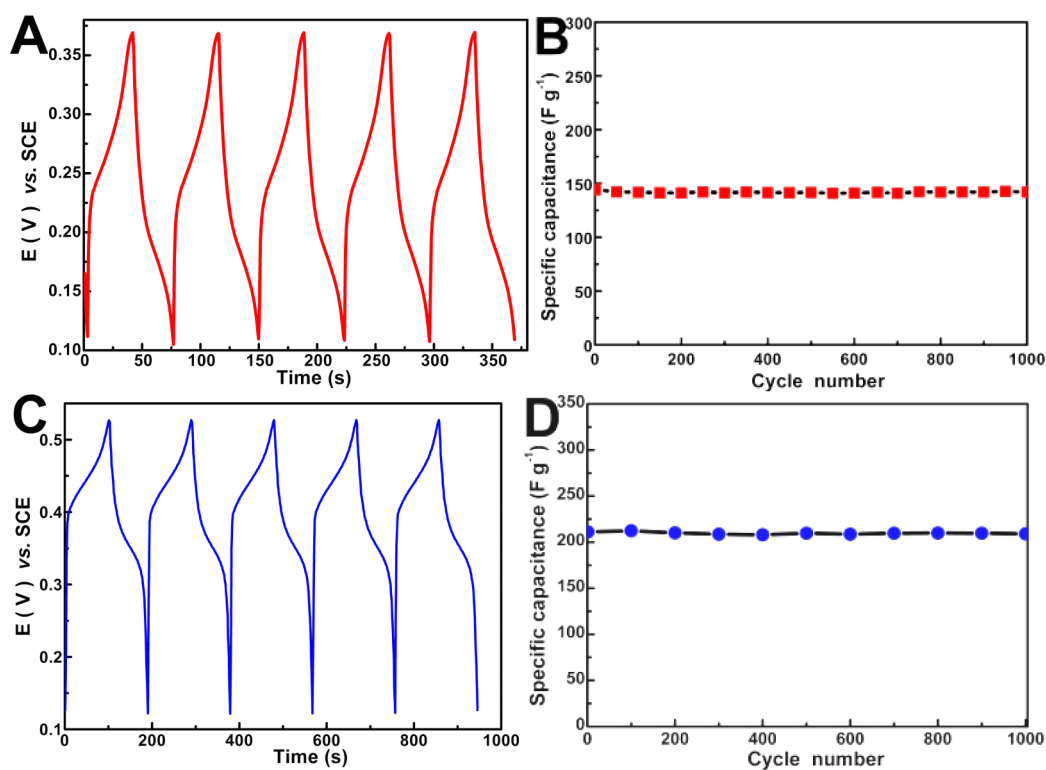 A
0.35
0.30
0.25
0.20
0.15
0.10
E ( V ) vs. SCE
0 50 100 150 200 250 300 350
Time (s)
B
300
250
200
150
100
50
0
Specific capacitance (F g⁻¹)
0 200 400 600 800 1000
Cycle number
C
0.5
0.4
0.3
0.2
0.1
E ( V ) vs. SCE
0 200 400 600 800 1000
Time (s)
D
350
300
250
200
150
100
50
0
Specific capacitance (F g⁻¹)
0 200 400 600 800 1000
Cycle number